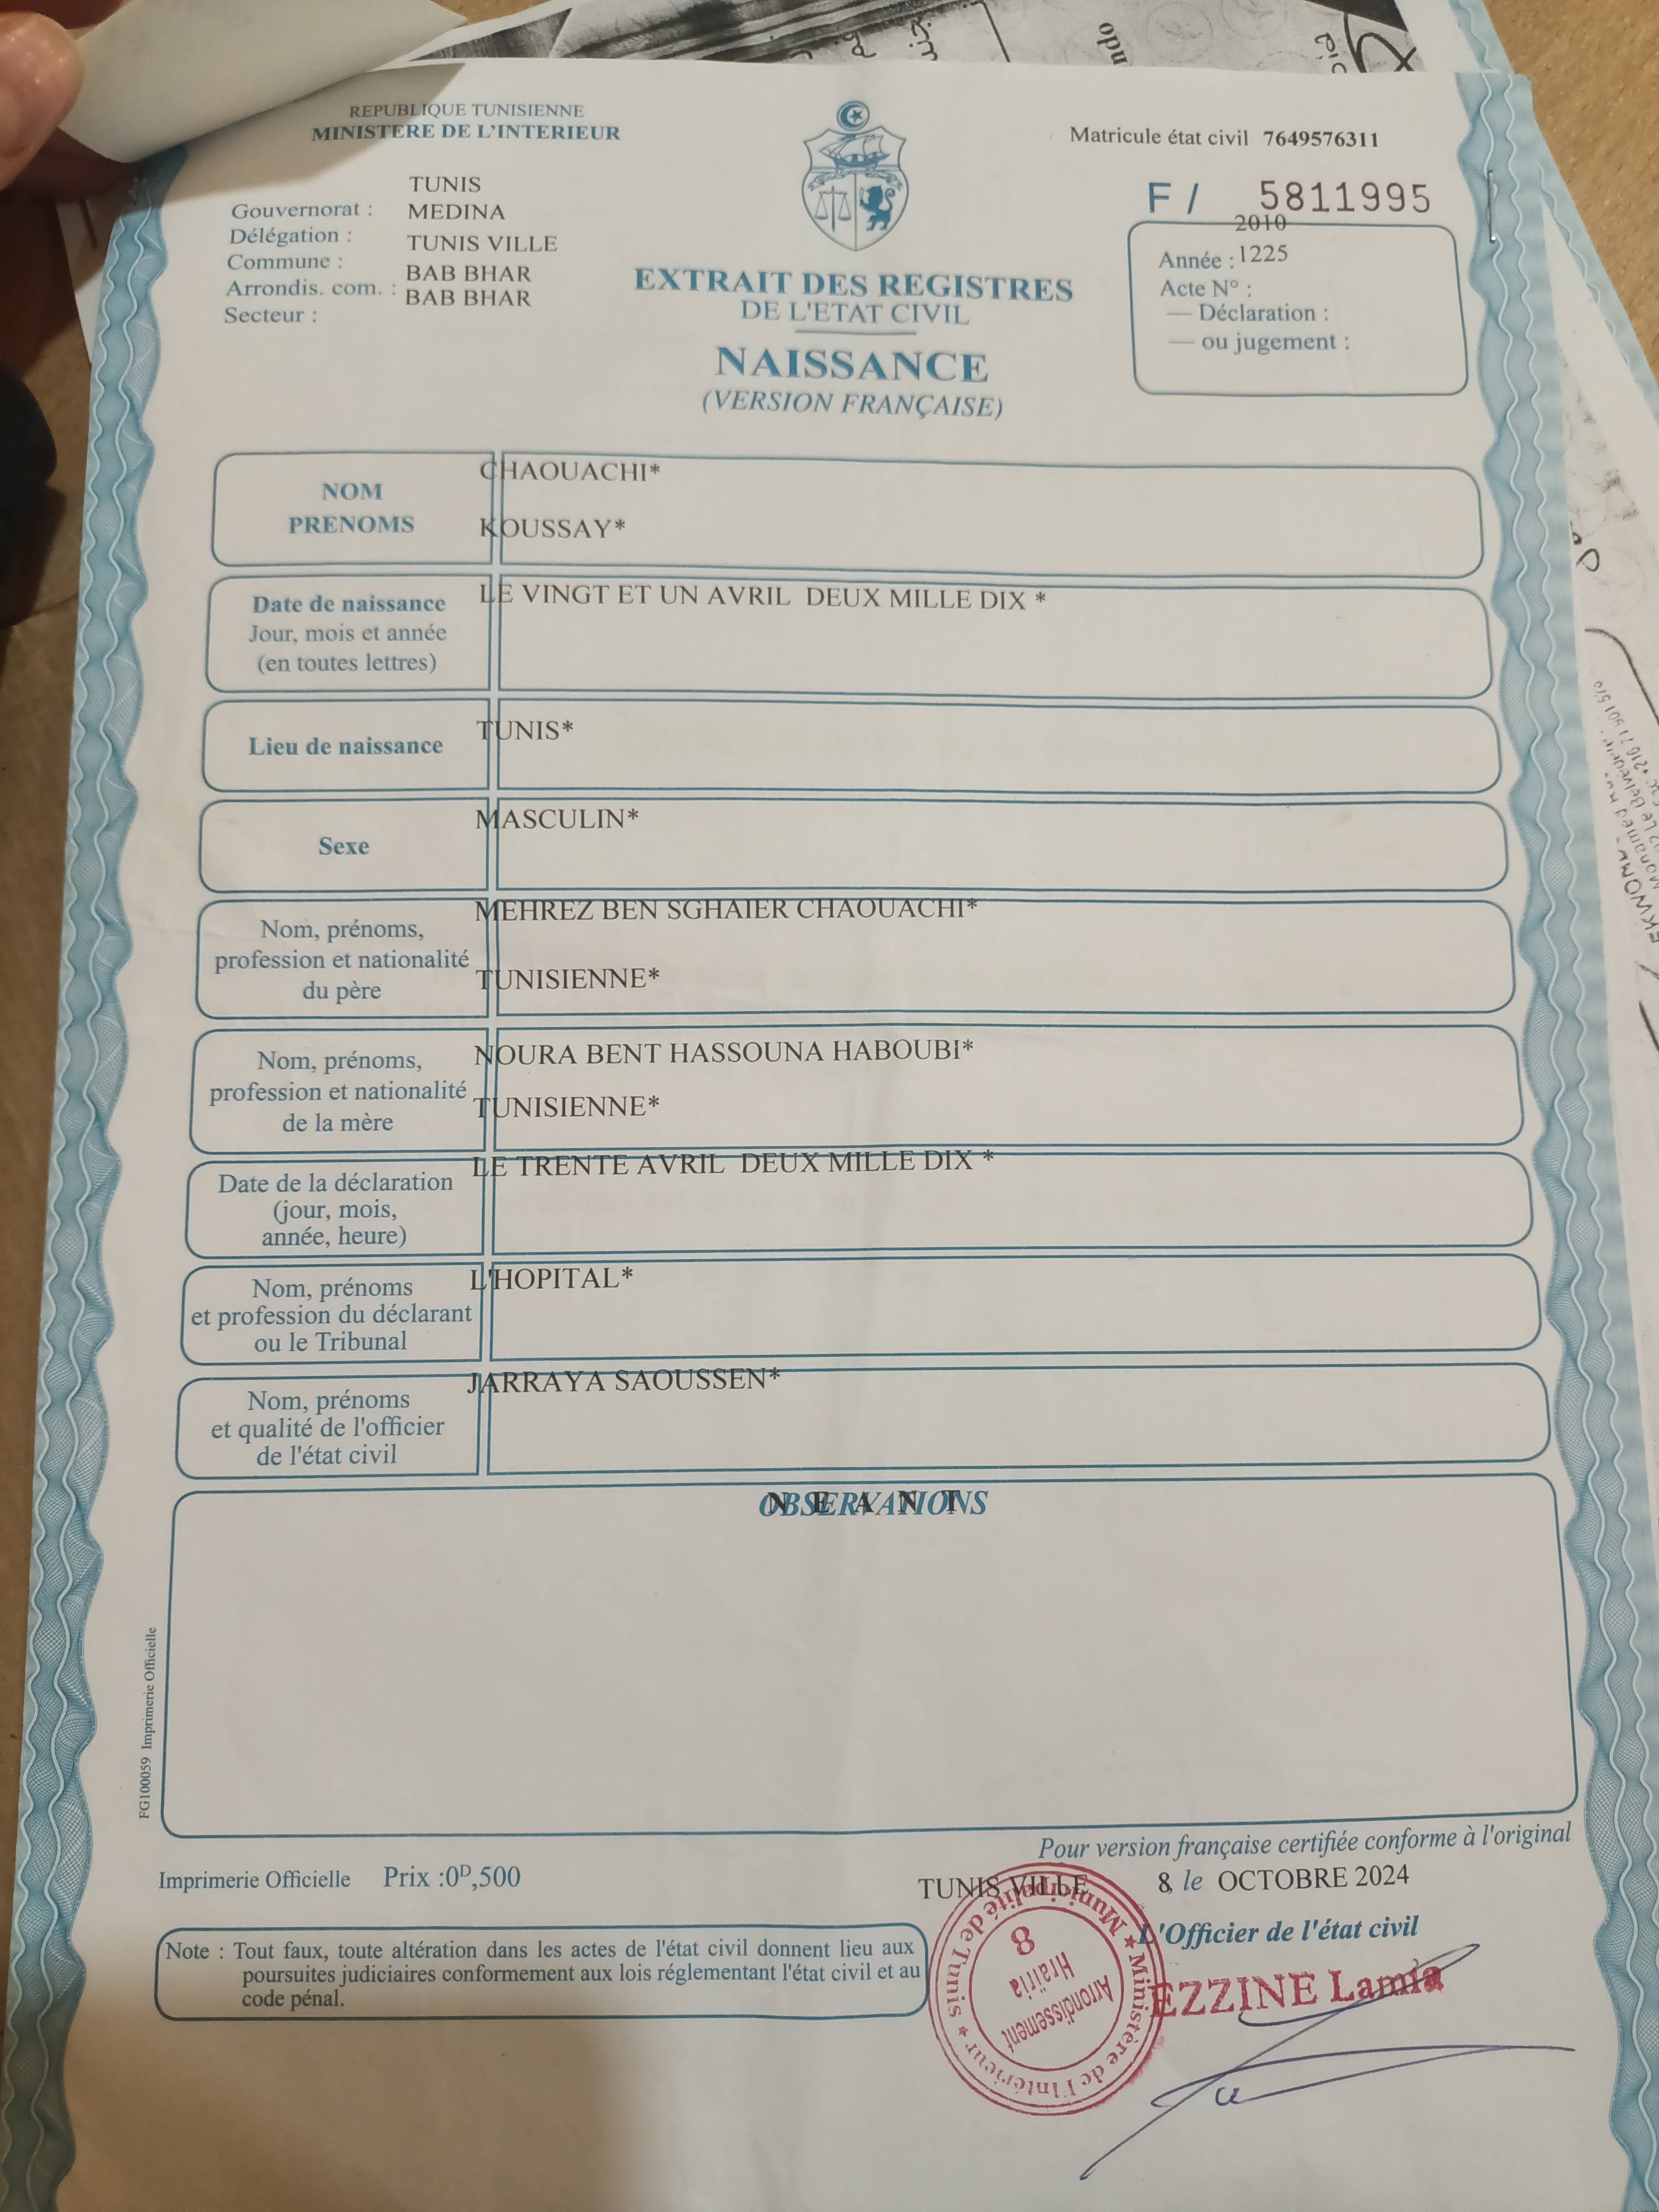 REPUBLIQUE TUNISIENNE
MINISTERE DE L'INTERIEUR
Matricule état civil 7649576311
F / 5811995
TUNIS
Gouvernorat : MEDINA
Délégation : TUNIS VILLE
Commune :
Arrondis. com. : BAB BHAR
Secteur : BAB BHAR
2010
Année : 1225
Acte N° :
— Déclaration :
— ou jugement :
EXTRAIT DES REGISTRES
DE L'ETAT CIVIL
NAISSANCE
(VERSION FRANÇAISE)
NOM CHAOUACHI*
PRENOMS KOUSSAY*
Date de naissance LE VINGT ET UN AVRIL DEUX MILLE DIX *
Jour, mois et année
(en toutes lettres)
Lieu de naissance TUNIS*
Sexe MASCULIN*
MEHREZ BEN SGHAIER CHAOUACHI*
Nom, prénoms,
profession et nationalité TUNISIENNE*
du père
Nom, prénoms, NOURA BENT HASSOUNA HABOUBI*
profession et nationalité TUNISIENNE*
de la mère
LE TRENTE AVRIL DEUX MILLE DIX *
Date de la déclaration
(jour, mois,
année, heure)
Nom, prénoms L'HOPITAL*
et profession du déclarant
ou le Tribunal
JARRAYA SAOUSSEN*
Nom, prénoms
et qualité de l'officier
de l'état civil
OBSERVATIONS
N E A N T
FG100059 Imprimerie Officielle
Pour version française certifiée conforme à l'original
Imprimerie Officielle Prix :0ᴰ,500
TUNIS VILLE 8, le OCTOBRE 2024
L'Officier de l'état civil
EZZINE Lamia
Note : Tout faux, toute altération dans les actes de l'état civil donnent lieu aux
poursuites judiciaires conformement aux lois réglementant l'état civil et au
code pénal.
★ Ministère de l'Intérieur ★ Municipalité de Tunis
Arrondissement
Hraïria
8